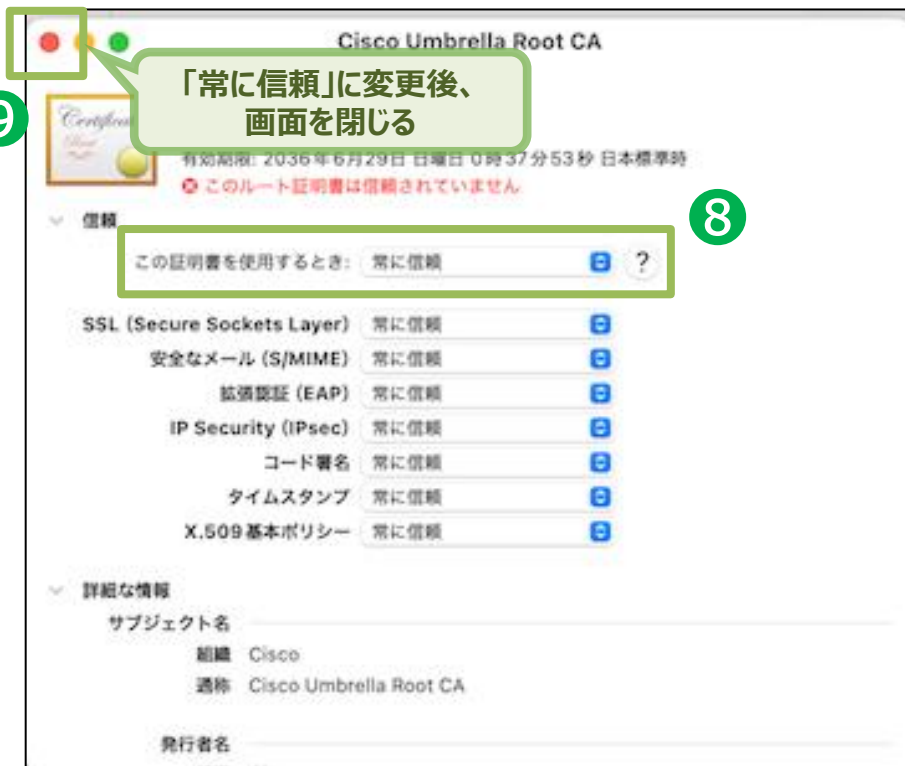 Cisco Umbrella Root CA
「常に信頼」に変更後、
画面を閉じる
9
有効期限: 2036年6月29日 日曜日 0時37分53秒 日本標準時
このルート証明書は信頼されていません
信頼
8
この証明書を使用するとき: 常に信頼 ?
SSL (Secure Sockets Layer) 常に信頼
安全なメール (S/MIME) 常に信頼
拡張認証 (EAP) 常に信頼
IP Security (IPsec) 常に信頼
コード署名 常に信頼
タイムスタンプ 常に信頼
X.509基本ポリシー 常に信頼
詳細な情報
サブジェクト名
組織 Cisco
通称 Cisco Umbrella Root CA
発行者名